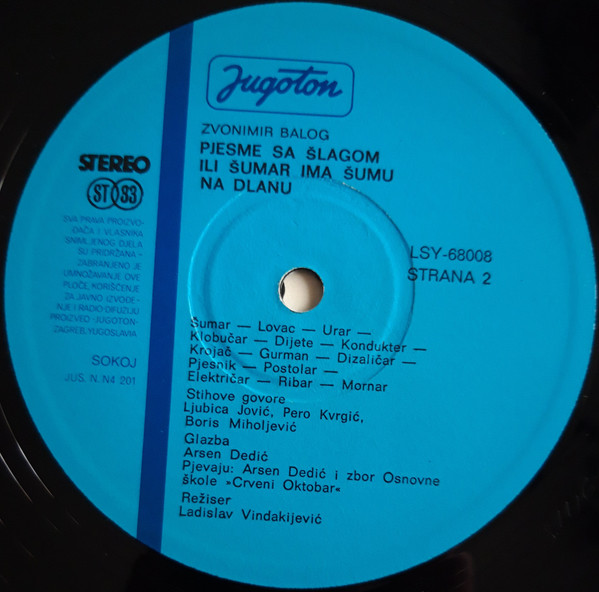 Jugoton
ZVONIMIR BALOG
PJESME SA ŠLAGOM
ILI ŠUMAR IMA ŠUMU
NA DLANU
STEREO
ST 33
SVA PRAVA PROIZVO-
ĐAČA I VLASNIKA
SNIMLJENOG DJELA
SU PRIDRŽANA -
ZABRANJENO JE
UMNOŽAVANJE OVE
PLOČE, KORIŠĆENJE
ZA JAVNO IZVOĐE-
NJE I RADIO-DIFUZIJU
PROIZVEO »JUGOTON«
ZAGREB, YUGOSLAVIA
SOKOJ
JUS. N. N4 201
LSY-68008
STRANA 2
Šumar — Lovac — Urar —
Klobučar — Dijete — Kondukter —
Krojač — Gurman — Dizaličar —
Pjesnik — Postolar —
Električar — Ribar — Mornar
Stihove govore
Ljubica Jović, Pero Kvrgić,
Boris Miholjević
Glazba
Arsen Dedić
Pjevaju: Arsen Dedić i zbor Osnovne
škole »Crveni Oktobar«
Režiser
Ladislav Vindakijević